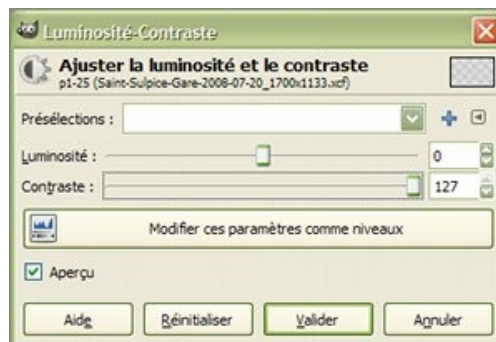 Luminosité-Contraste
Ajuster la luminosité et le contraste
p1-25 (Saint-Sulpice-Gare-2008-07-20_1700x1133.xcf)
Présélections :
Luminosité : 0
Contraste : 127
Modifier ces paramètres comme niveaux
Aperçu
Aide Réinitialiser Valider Annuler